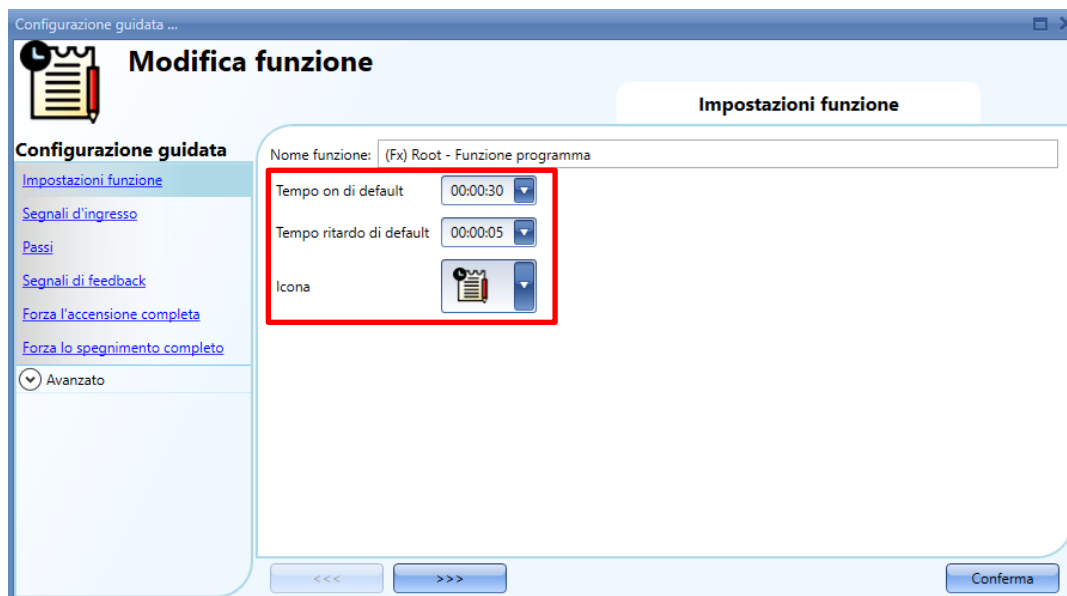 Configurazione guidata ...
Modifica funzione
Impostazioni funzione
Configurazione guidata
Impostazioni funzione
Segnali d'ingresso
Passi
Segnali di feedback
Forza l'accensione completa
Forza lo spegnimento completo
Avanzato
Nome funzione: (Fx) Root - Funzione programma
Tempo on di default 00:00:30
Tempo ritardo di default 00:00:05
Icona
<<< >>> Conferma